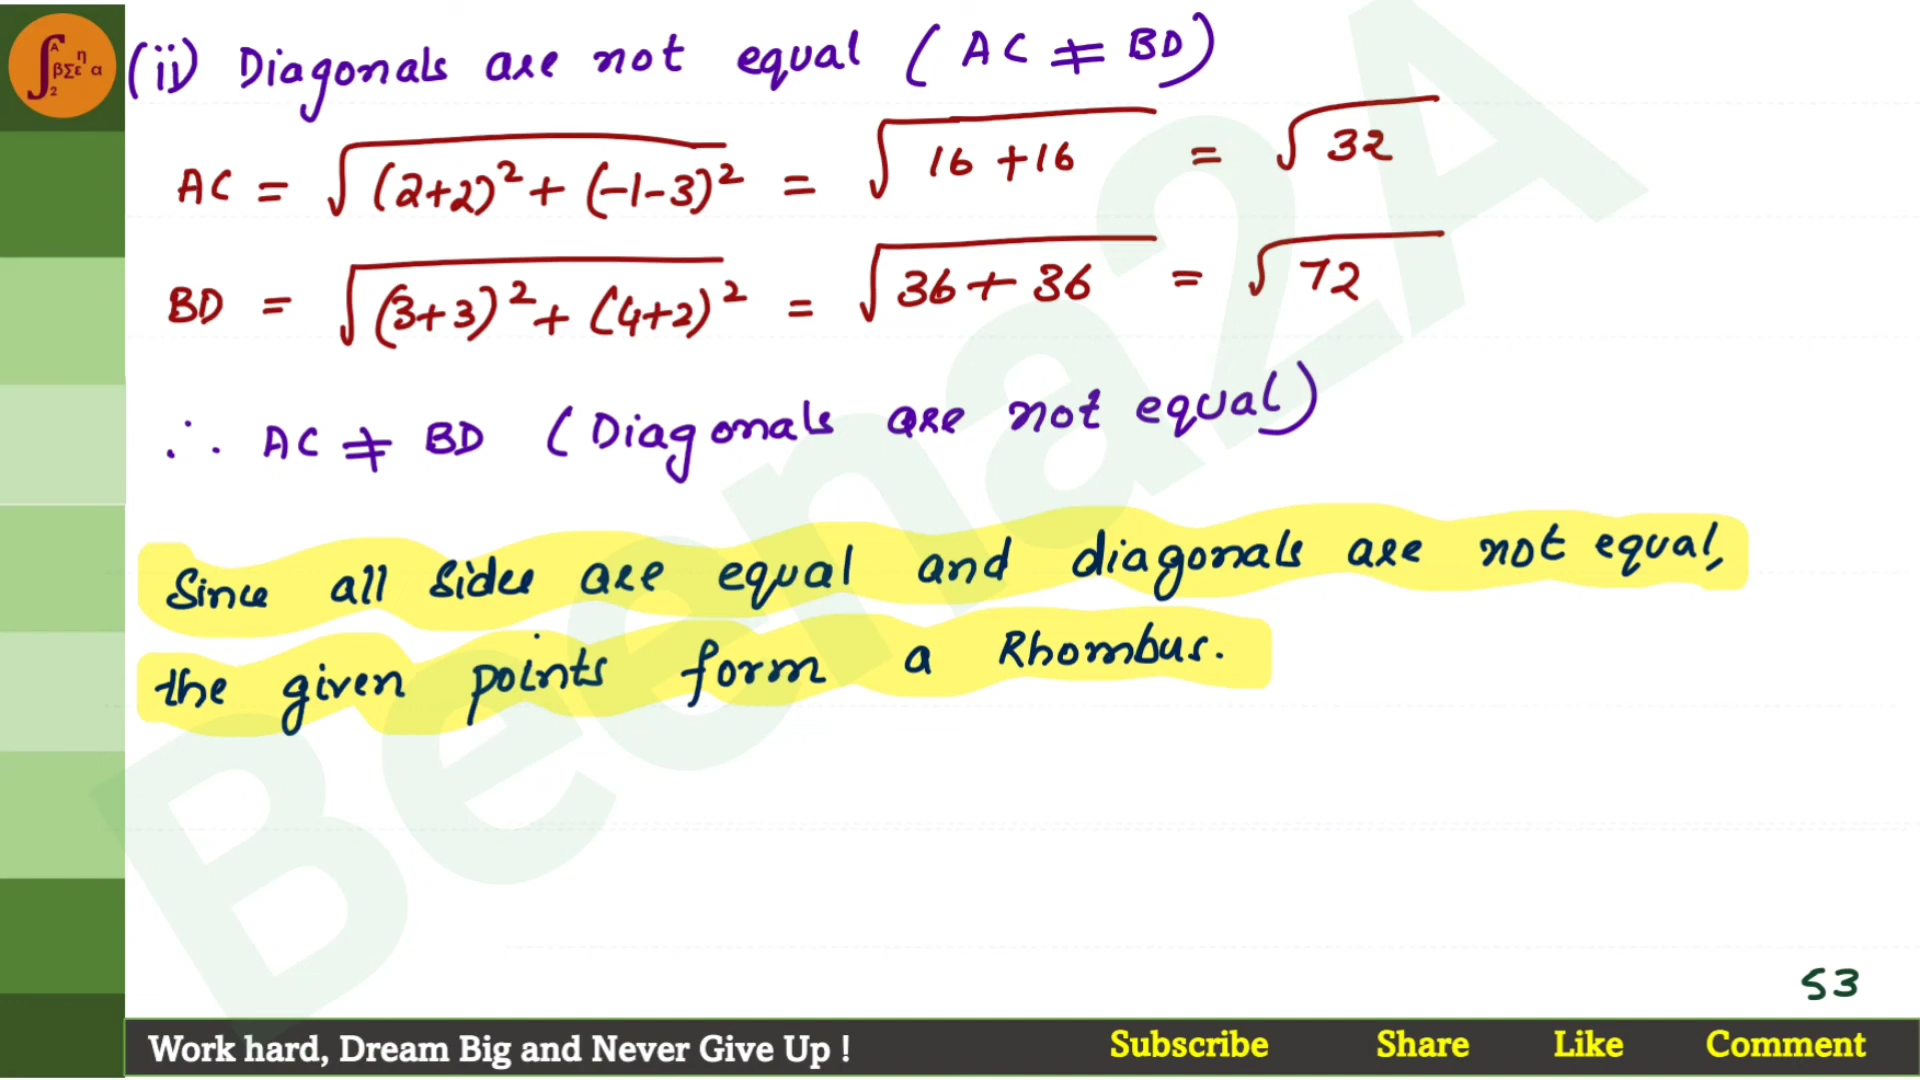 (ii) Diagonals are not equal (AC ≠ BD)
AC = √(2+2)² + (-1-3)² = √16 + 16 = √32
BD = √(3+3)² + (4+2)² = √36 + 36 = √72
∴ AC ≠ BD (Diagonals are not equal)
Since all sides are equal and diagonals are not equal,
the given points form a Rhombus.
53
Work hard, Dream Big and Never Give Up ! Subscribe Share Like Comment
Beena2A